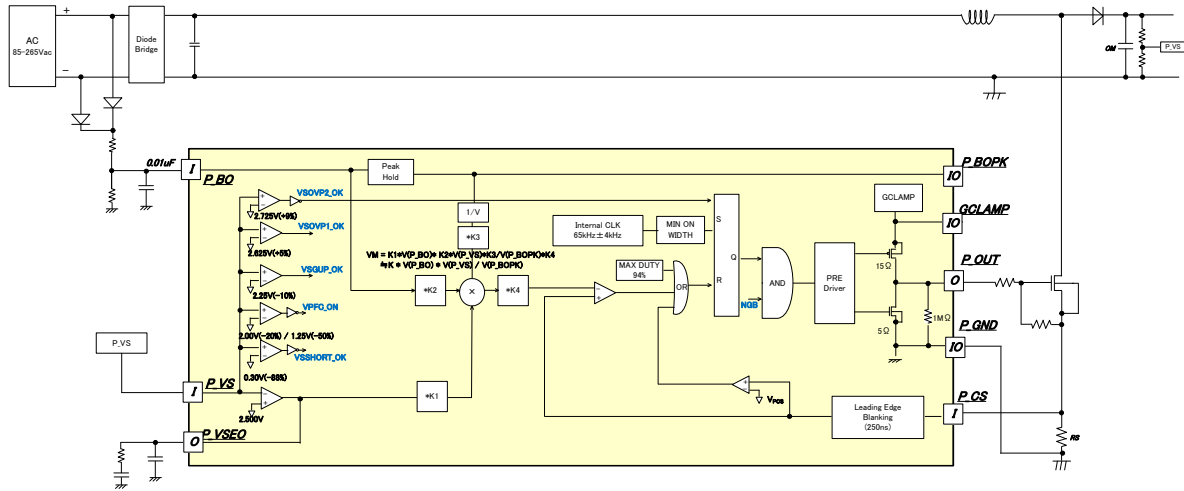 AC
85-265Vac
+
−
Diode
Bridge
CM
P_VS
0.01uF
I
P_BO
Peak
Hold
P_BOPK
IO
VSOVP2_OK
2.725V(+9%)
VSOVP1_OK
2.625V(+5%)
VSGUP_OK
2.25V(-10%)
VPFC_ON
2.00V(-20%) / 1.25V(-50%)
VSSHORT_OK
0.30V(-88%)
1/V
*K3
VM = K1*V(P_BO)* K2*V(P_VS)*K3/V(P_BOPK)*K4
≒K * V(P_BO) * V(P_VS) / V(P_BOPK)
*K2
×
*K4
*K1
Internal CLK
65kHz±4kHz
MIN ON
WIDTH
MAX DUTY
94%
OR
S
R
Q
NGB
AND
PRE
Driver
GCLAMP
GCLAMP
IO
15Ω
5Ω
1MΩ
P_OUT
O
P_GND
IO
P_CS
I
RS
VPCS
Leading Edge
Blanking
(250ns)
P_VS
I
P_VS
2.500V
O
P_VSEO